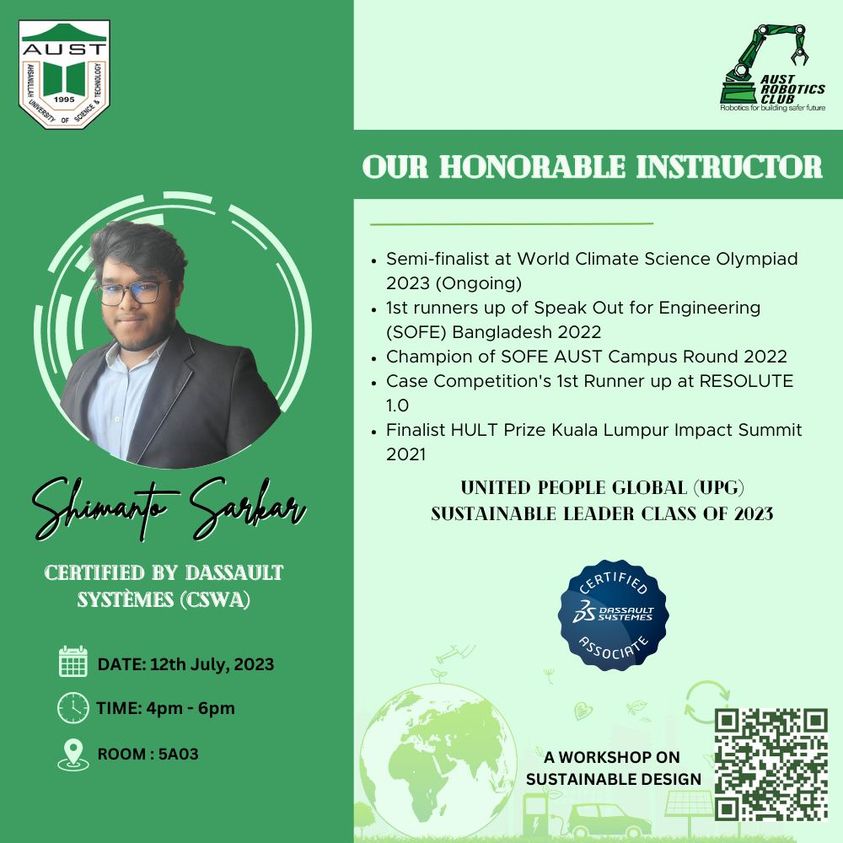 AUST
AHSANULLAH UNIVERSITY OF SCIENCE & TECHNOLOGY
1995
AUST
ROBOTICS
CLUB
Robotics for building safer future
OUR HONORABLE INSTRUCTOR
• Semi-finalist at World Climate Science Olympiad
2023 (Ongoing)
• 1st runners up of Speak Out for Engineering
(SOFE) Bangladesh 2022
• Champion of SOFE AUST Campus Round 2022
• Case Competition's 1st Runner up at RESOLUTE
1.0
• Finalist HULT Prize Kuala Lumpur Impact Summit
2021
UNITED PEOPLE GLOBAL (UPG)
SUSTAINABLE LEADER CLASS OF 2023
Shimanto Sarkar
CERTIFIED BY DASSAULT
SYSTÈMES (CSWA)
DATE: 12th July, 2023
TIME: 4pm - 6pm
ROOM : 5A03
CERTIFIED
3S DASSAULT
SYSTEMES
ASSOCIATE
A WORKSHOP ON
SUSTAINABLE DESIGN